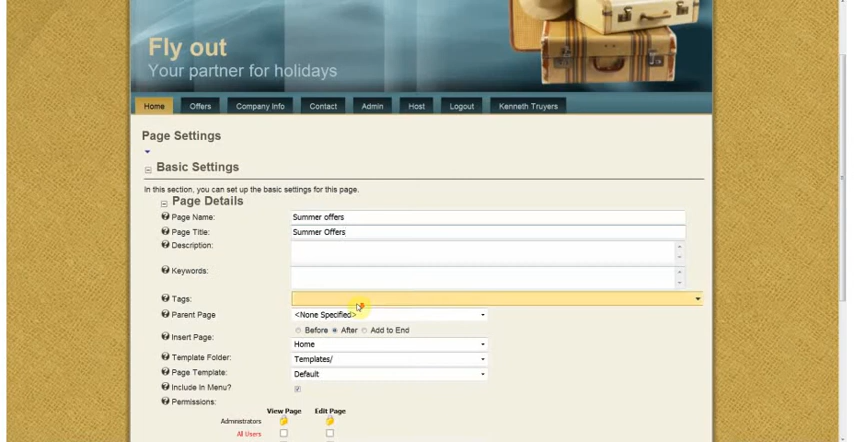 Fly out
Your partner for holidays
Home Offers Company Info Contact Admin Host Logout Kenneth Truyers
Page Settings
Basic Settings
In this section, you can set up the basic settings for this page.
Page Details
Page Name: Summer offers
Page Title: Summer Offers
Description:
Keywords:
Tags:
Parent Page <None Specified>
Before After Add to End
Insert Page:
Home
Template Folder: Templates/
Page Template: Default
Include In Menu?
Permissions:
View Page Edit Page
Administrators
All Users